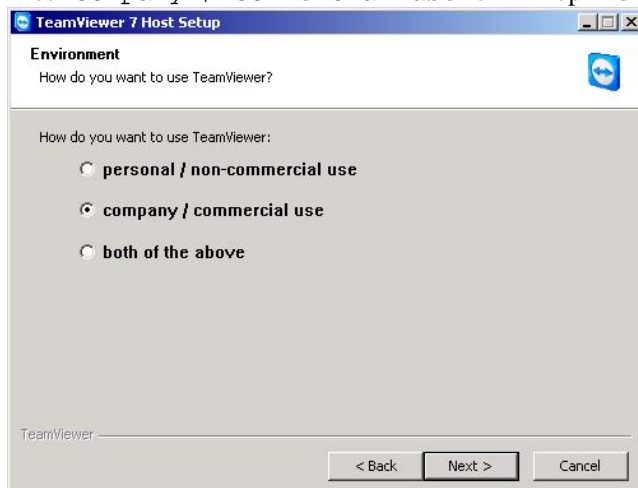 TeamViewer 7 Host Setup
Environment
How do you want to use TeamViewer?
How do you want to use TeamViewer:
personal / non-commercial use
company / commercial use
both of the above
TeamViewer
< Back Next > Cancel